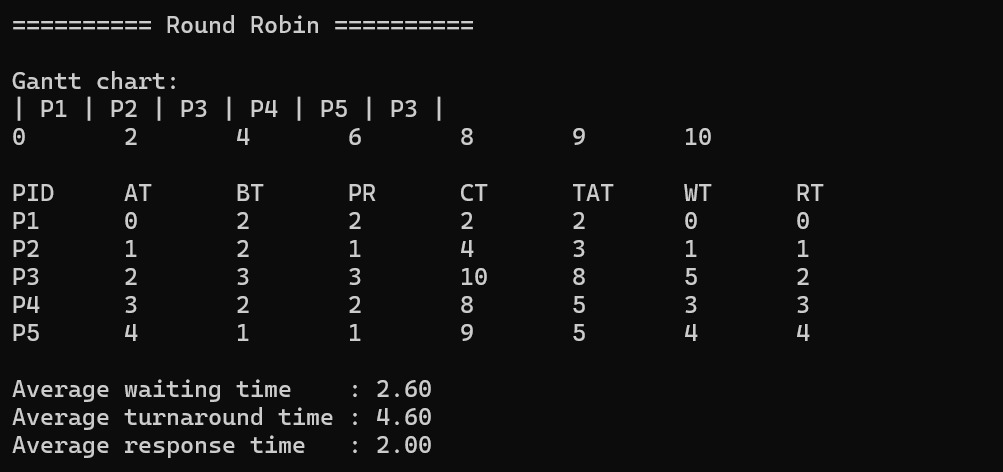 ========== Round Robin ==========
Gantt chart:
| P1 | P2 | P3 | P4 | P5 | P3 |
0 2 4 6 8 9 10
PID AT BT PR CT TAT WT RT
P1 0 2 2 2 2 0 0
P2 1 2 1 4 3 1 1
P3 2 3 3 10 8 5 2
P4 3 2 2 8 5 3 3
P5 4 1 1 9 5 4 4
Average waiting time : 2.60
Average turnaround time : 4.60
Average response time : 2.00